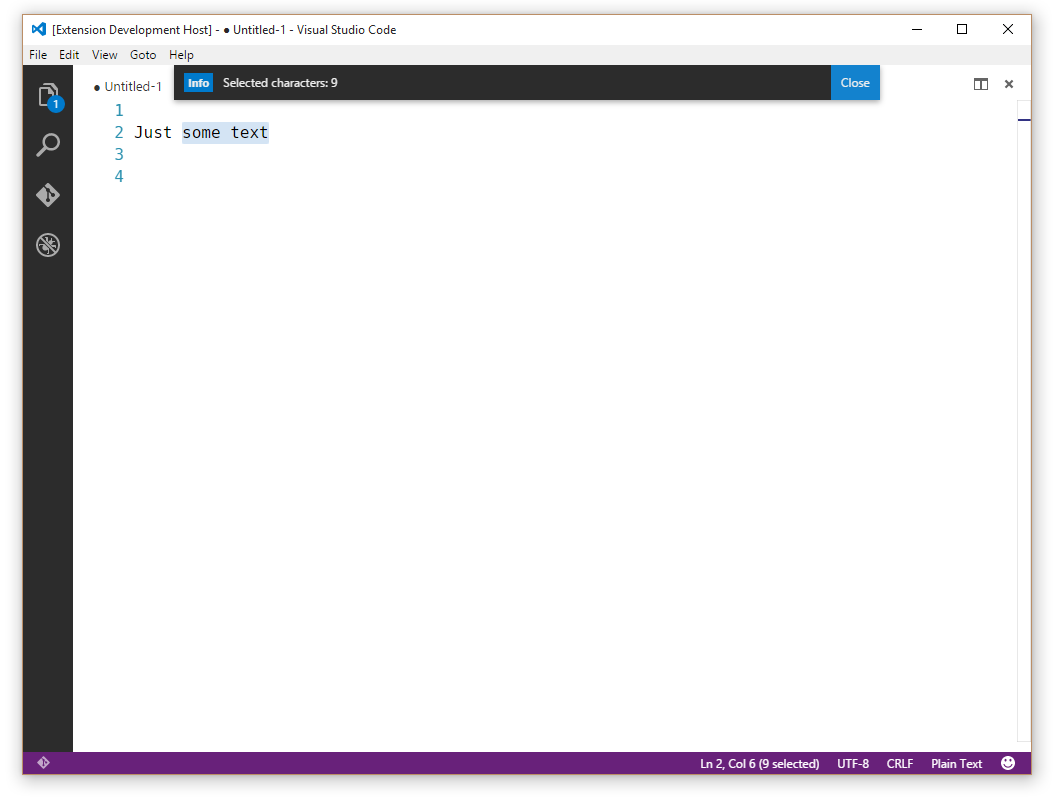 [Extension Development Host] - ● Untitled-1 - Visual Studio Code
File Edit View Goto Help
● Untitled-1
Info Selected characters: 9 Close
1
1
2 Just some text
3
4
Ln 2, Col 6 (9 selected) UTF-8 CRLF Plain Text